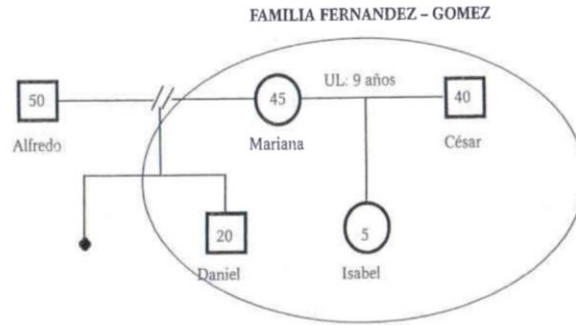 FAMILIA FERNANDEZ – GOMEZ
UL: 9 años
50
45
40
Alfredo
Mariana
César
20
5
Daniel
Isabel